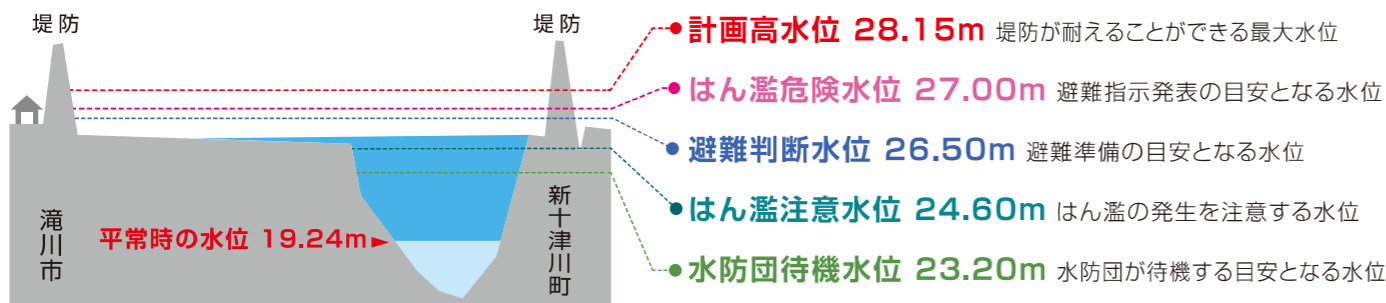 堤防
堤防
計画高水位 28.15m 堤防が耐えることができる最大水位
はん濫危険水位 27.00m 避難指示発表の目安となる水位
避難判断水位 26.50m 避難準備の目安となる水位
はん濫注意水位 24.60m はん濫の発生を注意する水位
水防団待機水位 23.20m 水防団が待機する目安となる水位
滝川市
平常時の水位 19.24m
新十津川町